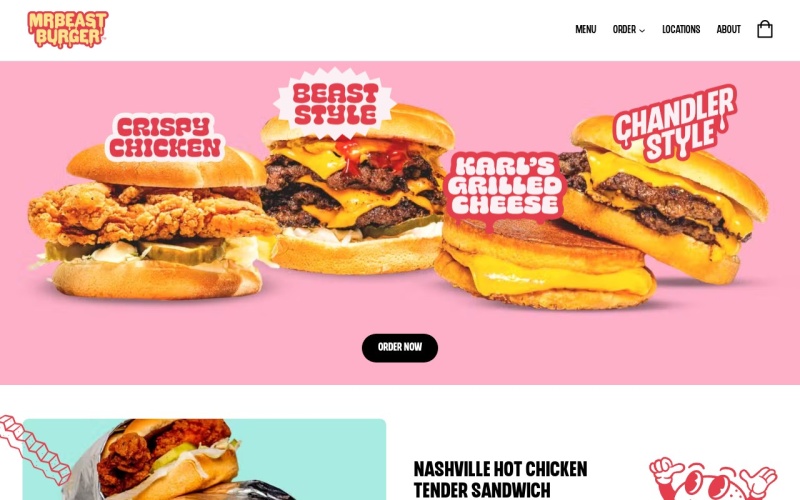 MRBEAST
BURGER
MENU
ORDER
LOCATIONS
ABOUT
CRISPY
CHICKEN
BEAST
STYLE
KARL'S
GRILLED
CHEESE
CHANDLER
STYLE
ORDER NOW
NASHVILLE HOT CHICKEN
TENDER SANDWICH